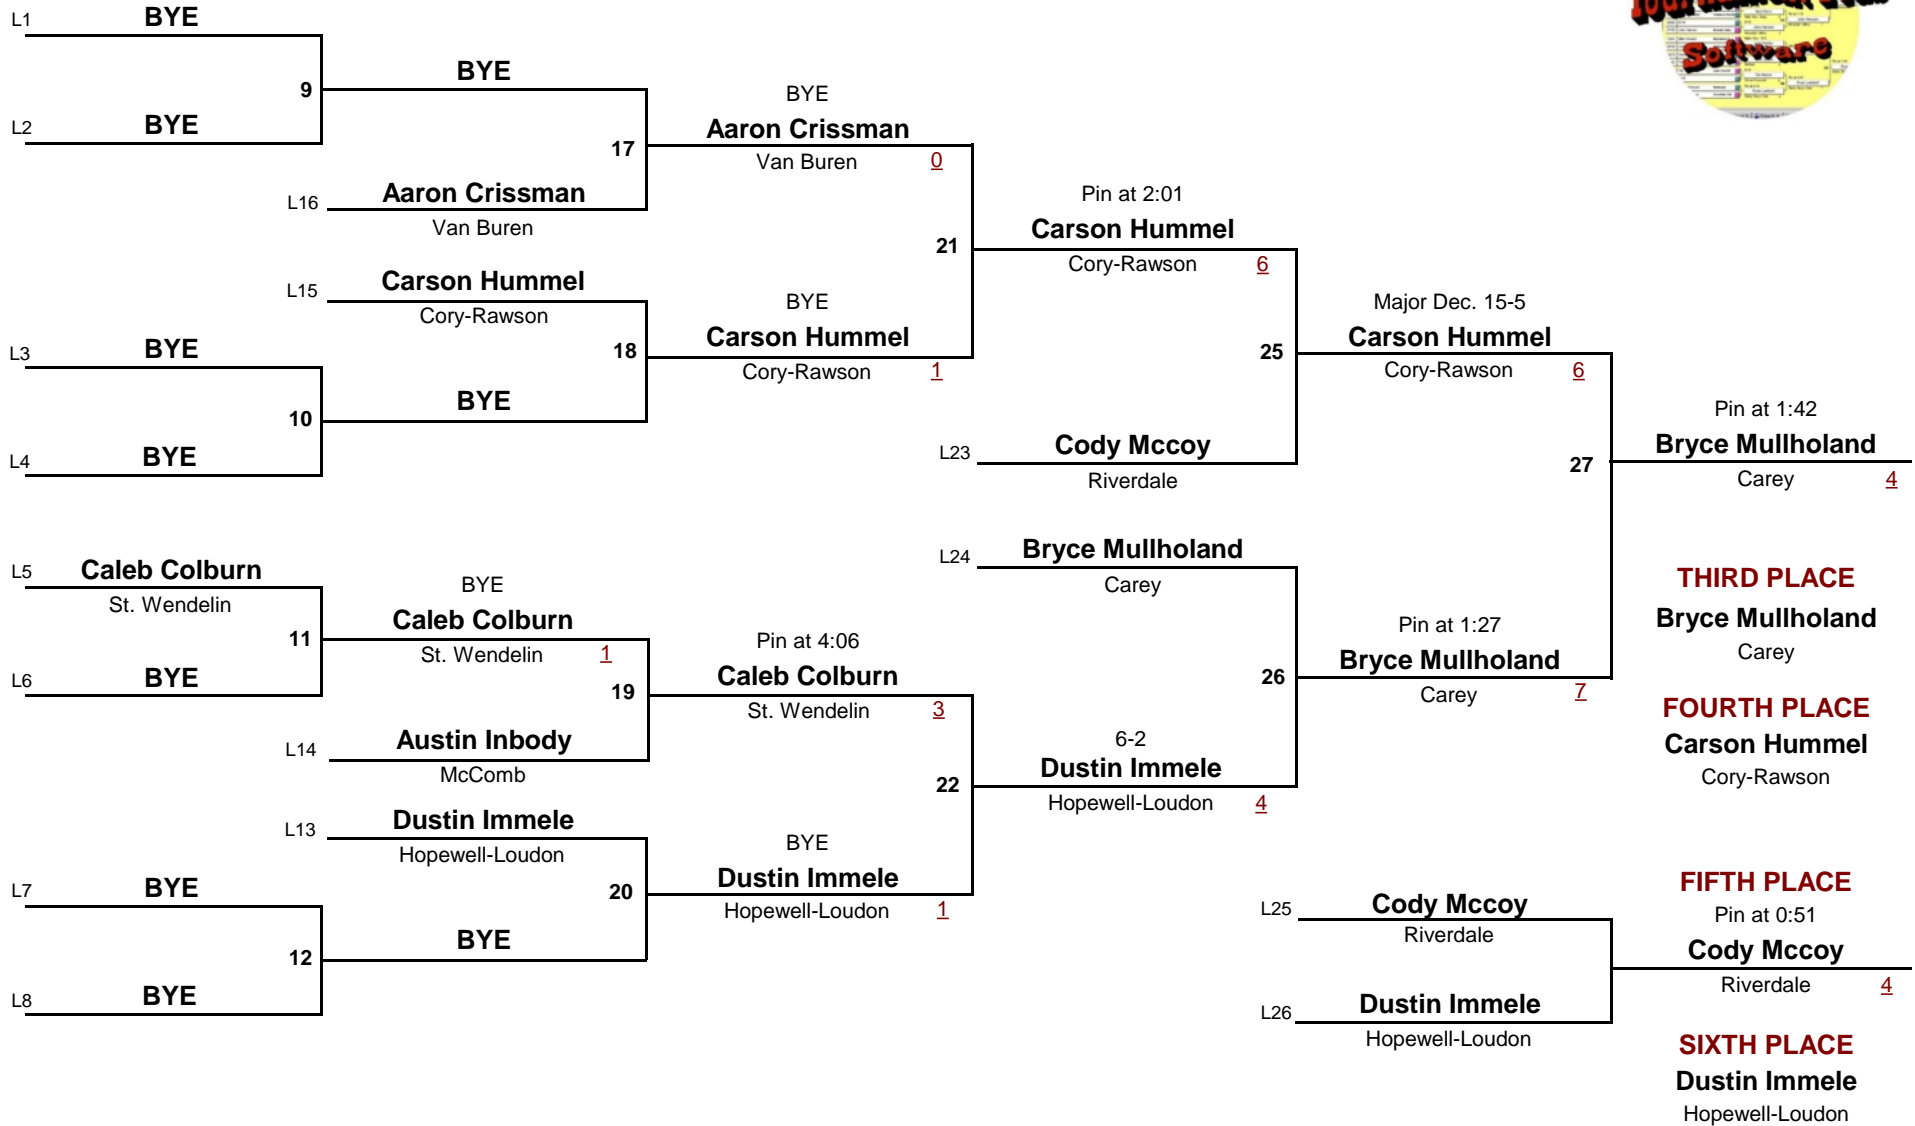 L1 BYE
9
BYE
L2 BYE
17
BYE
Aaron Crissman
Van Buren 0
L16 Aaron Crissman
Van Buren
21
Pin at 2:01
Carson Hummel
Cory-Rawson 6
L15 Carson Hummel
Cory-Rawson
18
BYE
Carson Hummel
Cory-Rawson 1
L3 BYE
10
BYE
L4 BYE
25
Major Dec. 15-5
Carson Hummel
Cory-Rawson 6
L23 Cody Mccoy
Riverdale
27
Pin at 1:42
Bryce Mullholand
Carey 4
L5 Caleb Colburn
St. Wendelin
11
BYE
Caleb Colburn
St. Wendelin 1
L6 BYE
19
Pin at 4:06
Caleb Colburn
St. Wendelin 3
L14 Austin Inbody
McComb
22
6-2
Dustin Immele
Hopewell-Loudon 4
L24 Bryce Mullholand
Carey
26
Pin at 1:27
Bryce Mullholand
Carey 7
L13 Dustin Immele
Hopewell-Loudon
20
BYE
Dustin Immele
Hopewell-Loudon 1
L7 BYE
12
BYE
L8 BYE
THIRD PLACE
Bryce Mullholand
Carey
FOURTH PLACE
Carson Hummel
Cory-Rawson
L25 Cody Mccoy
Riverdale
L26 Dustin Immele
Hopewell-Loudon
FIFTH PLACE
Pin at 0:51
Cody Mccoy
Riverdale 4
SIXTH PLACE
Dustin Immele
Hopewell-Loudon
Software